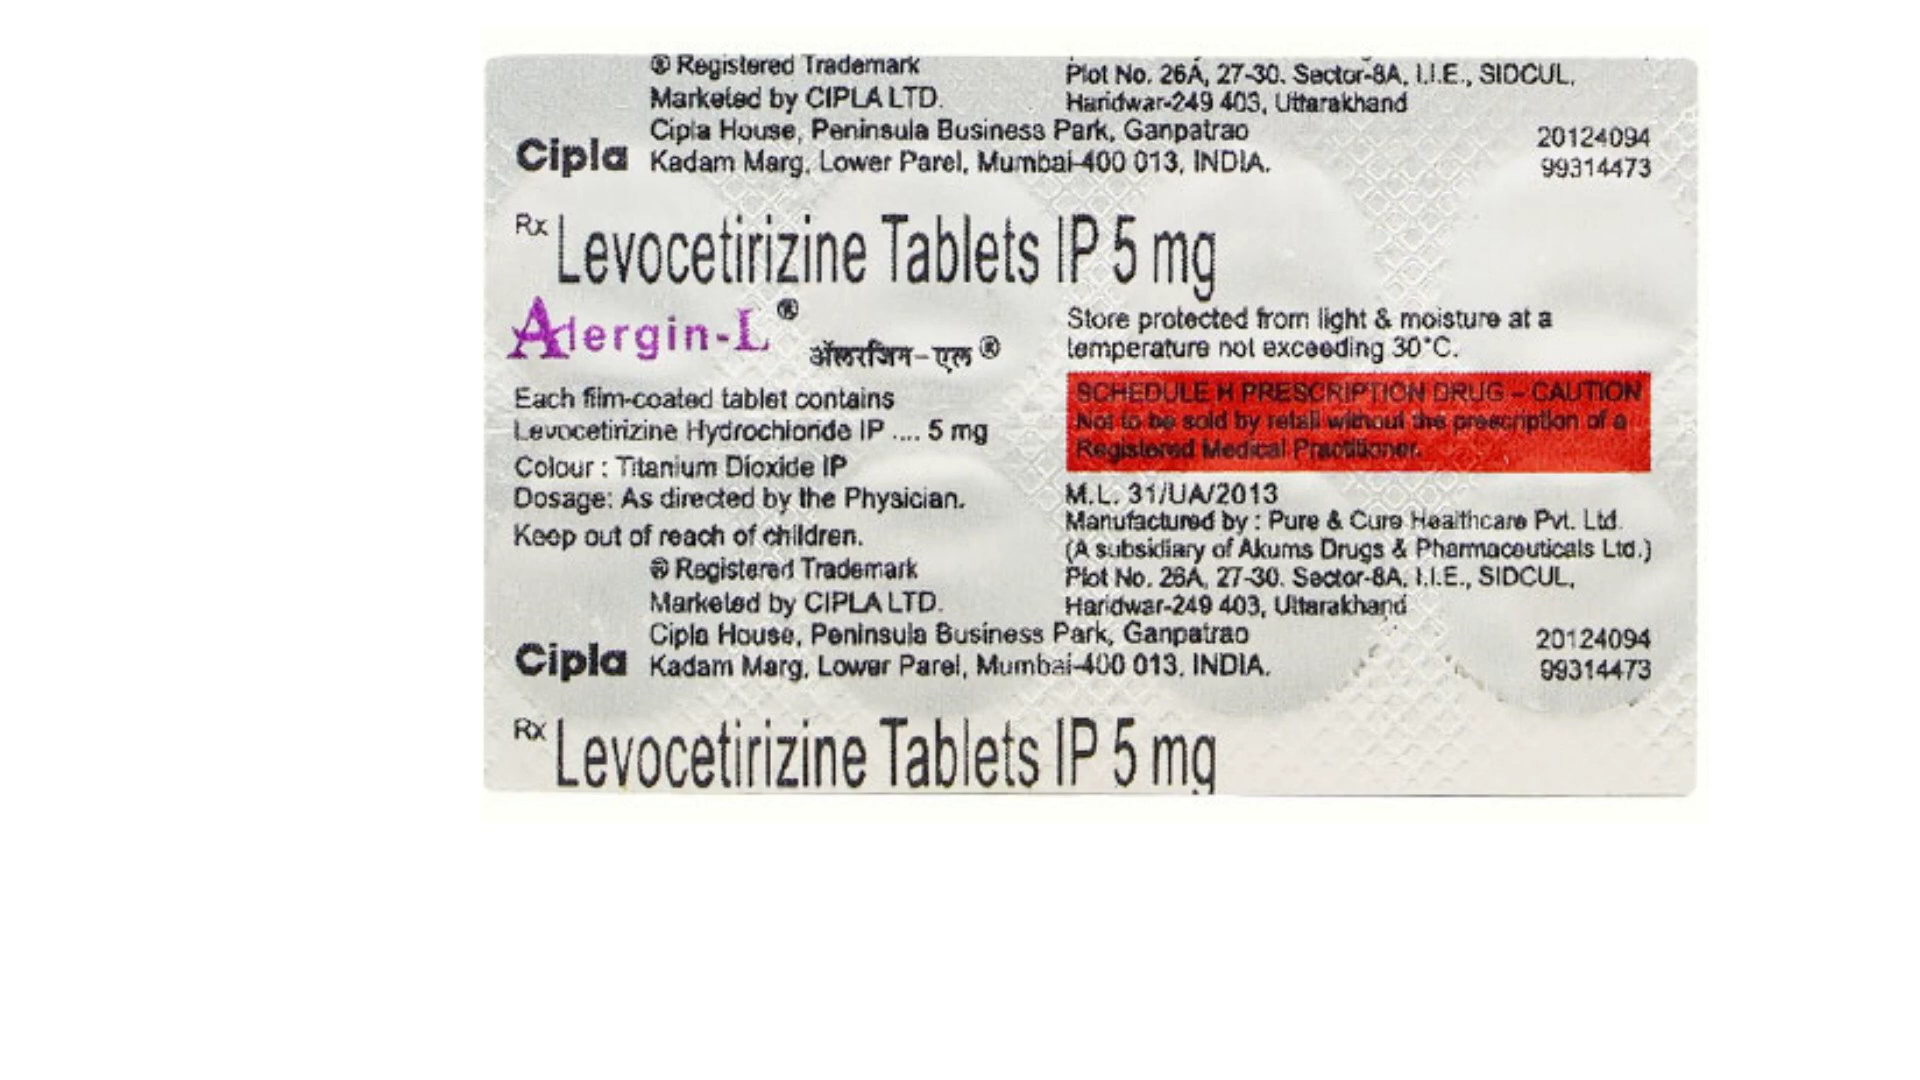 ® Registered Trademark
Marketed by CIPLA LTD.
Cipla House, Peninsula Business Park, Ganpatrao
Cipla Kadam Marg, Lower Parel, Mumbai-400 013, INDIA.
Plot No. 26A, 27-30. Sector-8A, I.I.E., SIDCUL,
Haridwar-249 403, Uttarakhand
20124094
99314473
Rx Levocetirizine Tablets IP 5 mg
Alergin-L®
ॲलरजिन-एल®
Each film-coated tablet contains
Levocetirizine Hydrochloride IP .... 5 mg
Colour : Titanium Dioxide IP
Dosage: As directed by the Physician.
Keep out of reach of children.
Store protected from light & moisture at a
temperature not exceeding 30°C.
SCHEDULE H PRESCRIPTION DRUG – CAUTION
Not to be sold by retail without the prescription of a
Registered Medical Practitioner.
M.L. 31/UA/2013
Manufactured by : Pure & Cure Healthcare Pvt. Ltd.
(A subsidiary of Akums Drugs & Pharmaceuticals Ltd.)
Plot No. 26A, 27-30. Sector-8A, I.I.E., SIDCUL,
Haridwar-249 403, Uttarakhand
® Registered Trademark
Marketed by CIPLA LTD.
Cipla House, Peninsula Business Park, Ganpatrao
Cipla Kadam Marg, Lower Parel, Mumbai-400 013, INDIA.
20124094
99314473
Rx Levocetirizine Tablets IP 5 mg